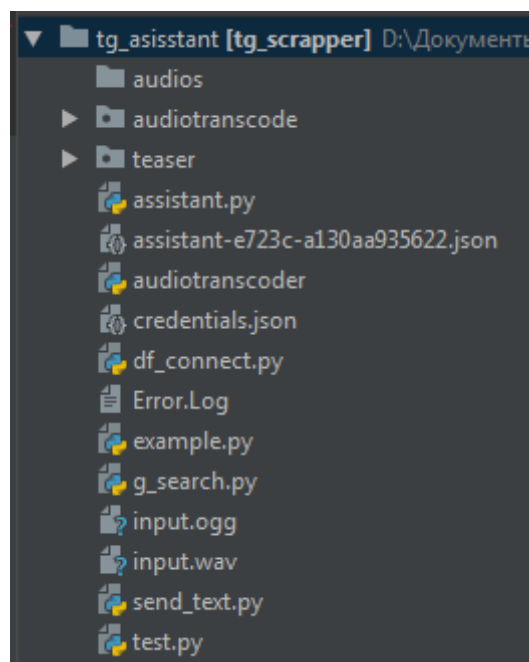 tg_asisstant [tg_scrapper] D:\Документы
audios
audiotranscode
teaser
assistant.py
assistant-e723c-a130aa935622.json
audiotranscoder
credentials.json
df_connect.py
Error.Log
example.py
g_search.py
input.ogg
input.wav
send_text.py
test.py